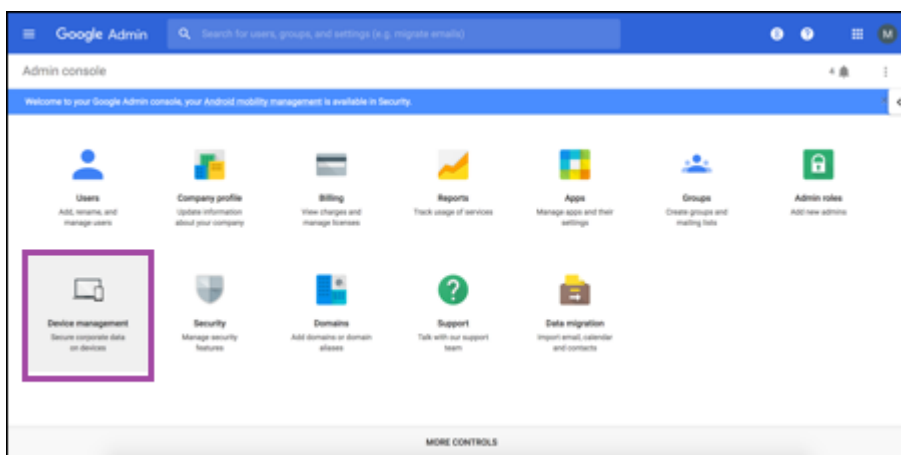 Google Admin
Search for users, groups, and settings (e.g. migrate emails)
M
Admin console
4
Welcome to your Google Admin console, your Android mobility management is available in Security.
Users
Add, rename, and
manage users
Company profile
Update information
about your company
Billing
View charges and
manage licenses
Reports
Track usage of services
Apps
Manage apps and their
settings
Groups
Create groups and
mailing lists
Admin roles
Add new admins
Device management
Secure corporate data
on devices
Security
Manage security
features
Domains
Add domains or domain
aliases
?
Support
Talk with our support
team
Data migration
Import email, calendar
and contacts
MORE CONTROLS